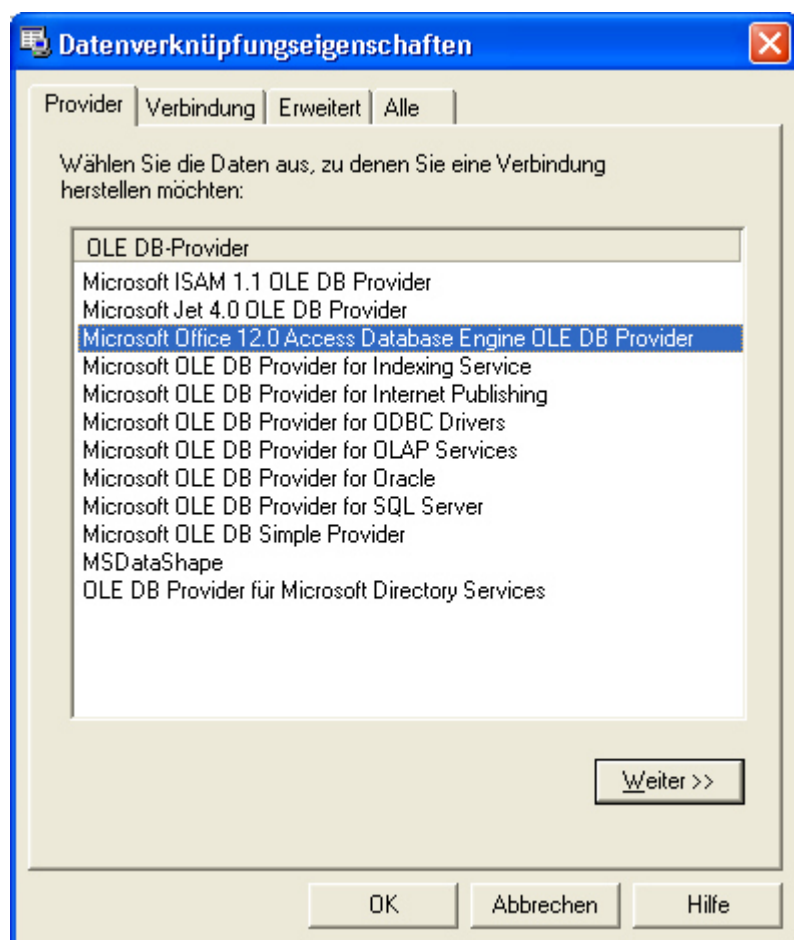 Datenverknüpfungseigenschaften
Provider Verbindung Erweitert Alle
Wählen Sie die Daten aus, zu denen Sie eine Verbindung
herstellen möchten:
OLE DB-Provider
Microsoft ISAM 1.1 OLE DB Provider
Microsoft Jet 4.0 OLE DB Provider
Microsoft Office 12.0 Access Database Engine OLE DB Provider
Microsoft OLE DB Provider for Indexing Service
Microsoft OLE DB Provider for Internet Publishing
Microsoft OLE DB Provider for ODBC Drivers
Microsoft OLE DB Provider for OLAP Services
Microsoft OLE DB Provider for Oracle
Microsoft OLE DB Provider for SQL Server
Microsoft OLE DB Simple Provider
MSDataShape
OLE DB Provider für Microsoft Directory Services
Weiter >>
OK Abbrechen Hilfe